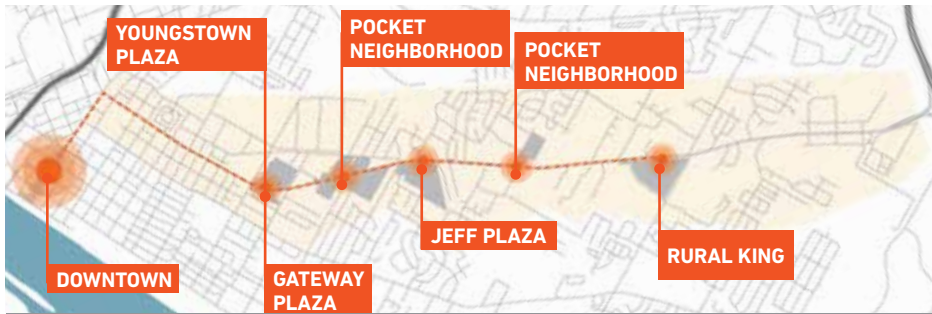 YOUNGSTOWN
PLAZA
POCKET
NEIGHBORHOOD
POCKET
NEIGHBORHOOD
JEFF PLAZA
RURAL KING
DOWNTOWN
GATEWAY
PLAZA